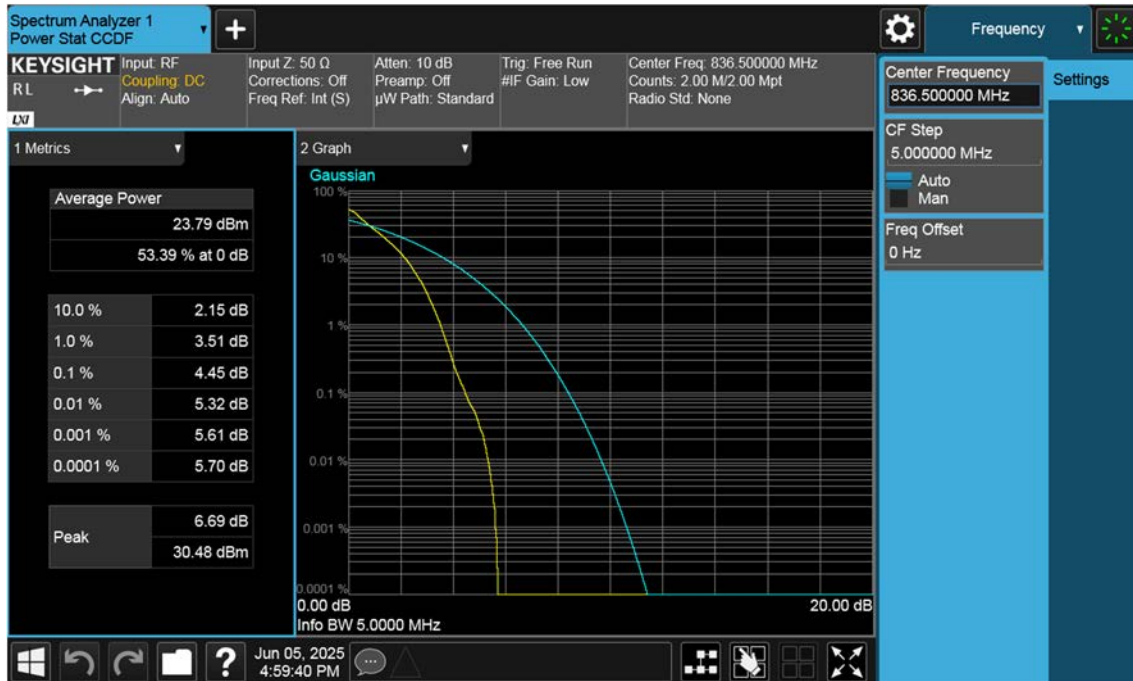 Spectrum Analyzer 1
Power Stat CCDF
+
Frequency
KEYSIGHT
RL
LXI
Input: RF
Coupling: DC
Align: Auto
Input Z: 50 Ω
Corrections: Off
Freq Ref: Int (S)
Atten: 10 dB
Preamp: Off
µW Path: Standard
Trig: Free Run
#IF Gain: Low
Center Freq: 836.500000 MHz
Counts: 2.00 M/2.00 Mpt
Radio Std: None
Center Frequency
836.500000 MHz
Settings
CF Step
5.000000 MHz
Auto
Man
Freq Offset
0 Hz
1 Metrics
Average Power
23.79 dBm
53.39 % at 0 dB
10.0 % 2.15 dB
1.0 % 3.51 dB
0.1 % 4.45 dB
0.01 % 5.32 dB
0.001 % 5.61 dB
0.0001 % 5.70 dB
Peak
6.69 dB
30.48 dBm
2 Graph
Gaussian
100 %
10 %
1 %
0.1 %
0.01 %
0.001 %
0.0001 %
0.00 dB 20.00 dB
Info BW 5.0000 MHz
?
Jun 05, 2025
4:59:40 PM